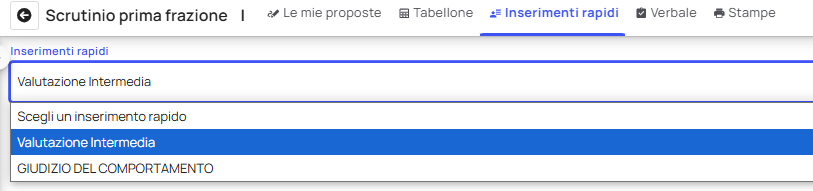 Scrutinio prima frazione | Le mie proposte Tabellone Inserimenti rapidi Verbale Stampe
Inserimenti rapidi
Valutazione Intermedia
Scegli un inserimento rapido
Valutazione Intermedia
GIUDIZIO DEL COMPORTAMENTO